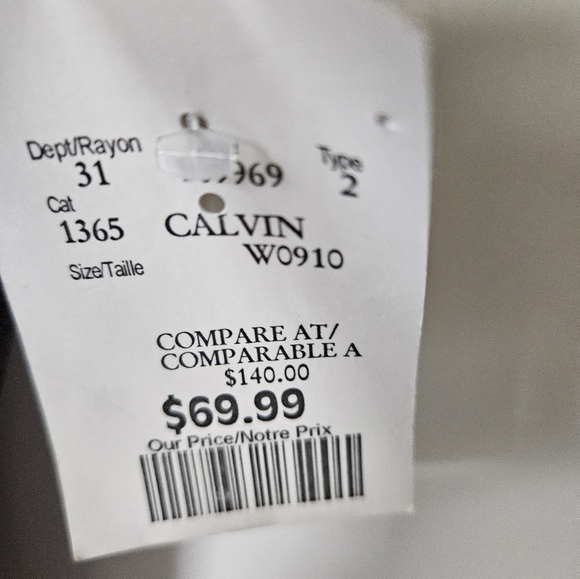 Dept/Rayon
31 969 Type
2
Cat
1365 CALVIN
W0910
Size/Taille
COMPARE AT/
COMPARABLE A
$140.00
$69.99
Our Price/Notre Prix